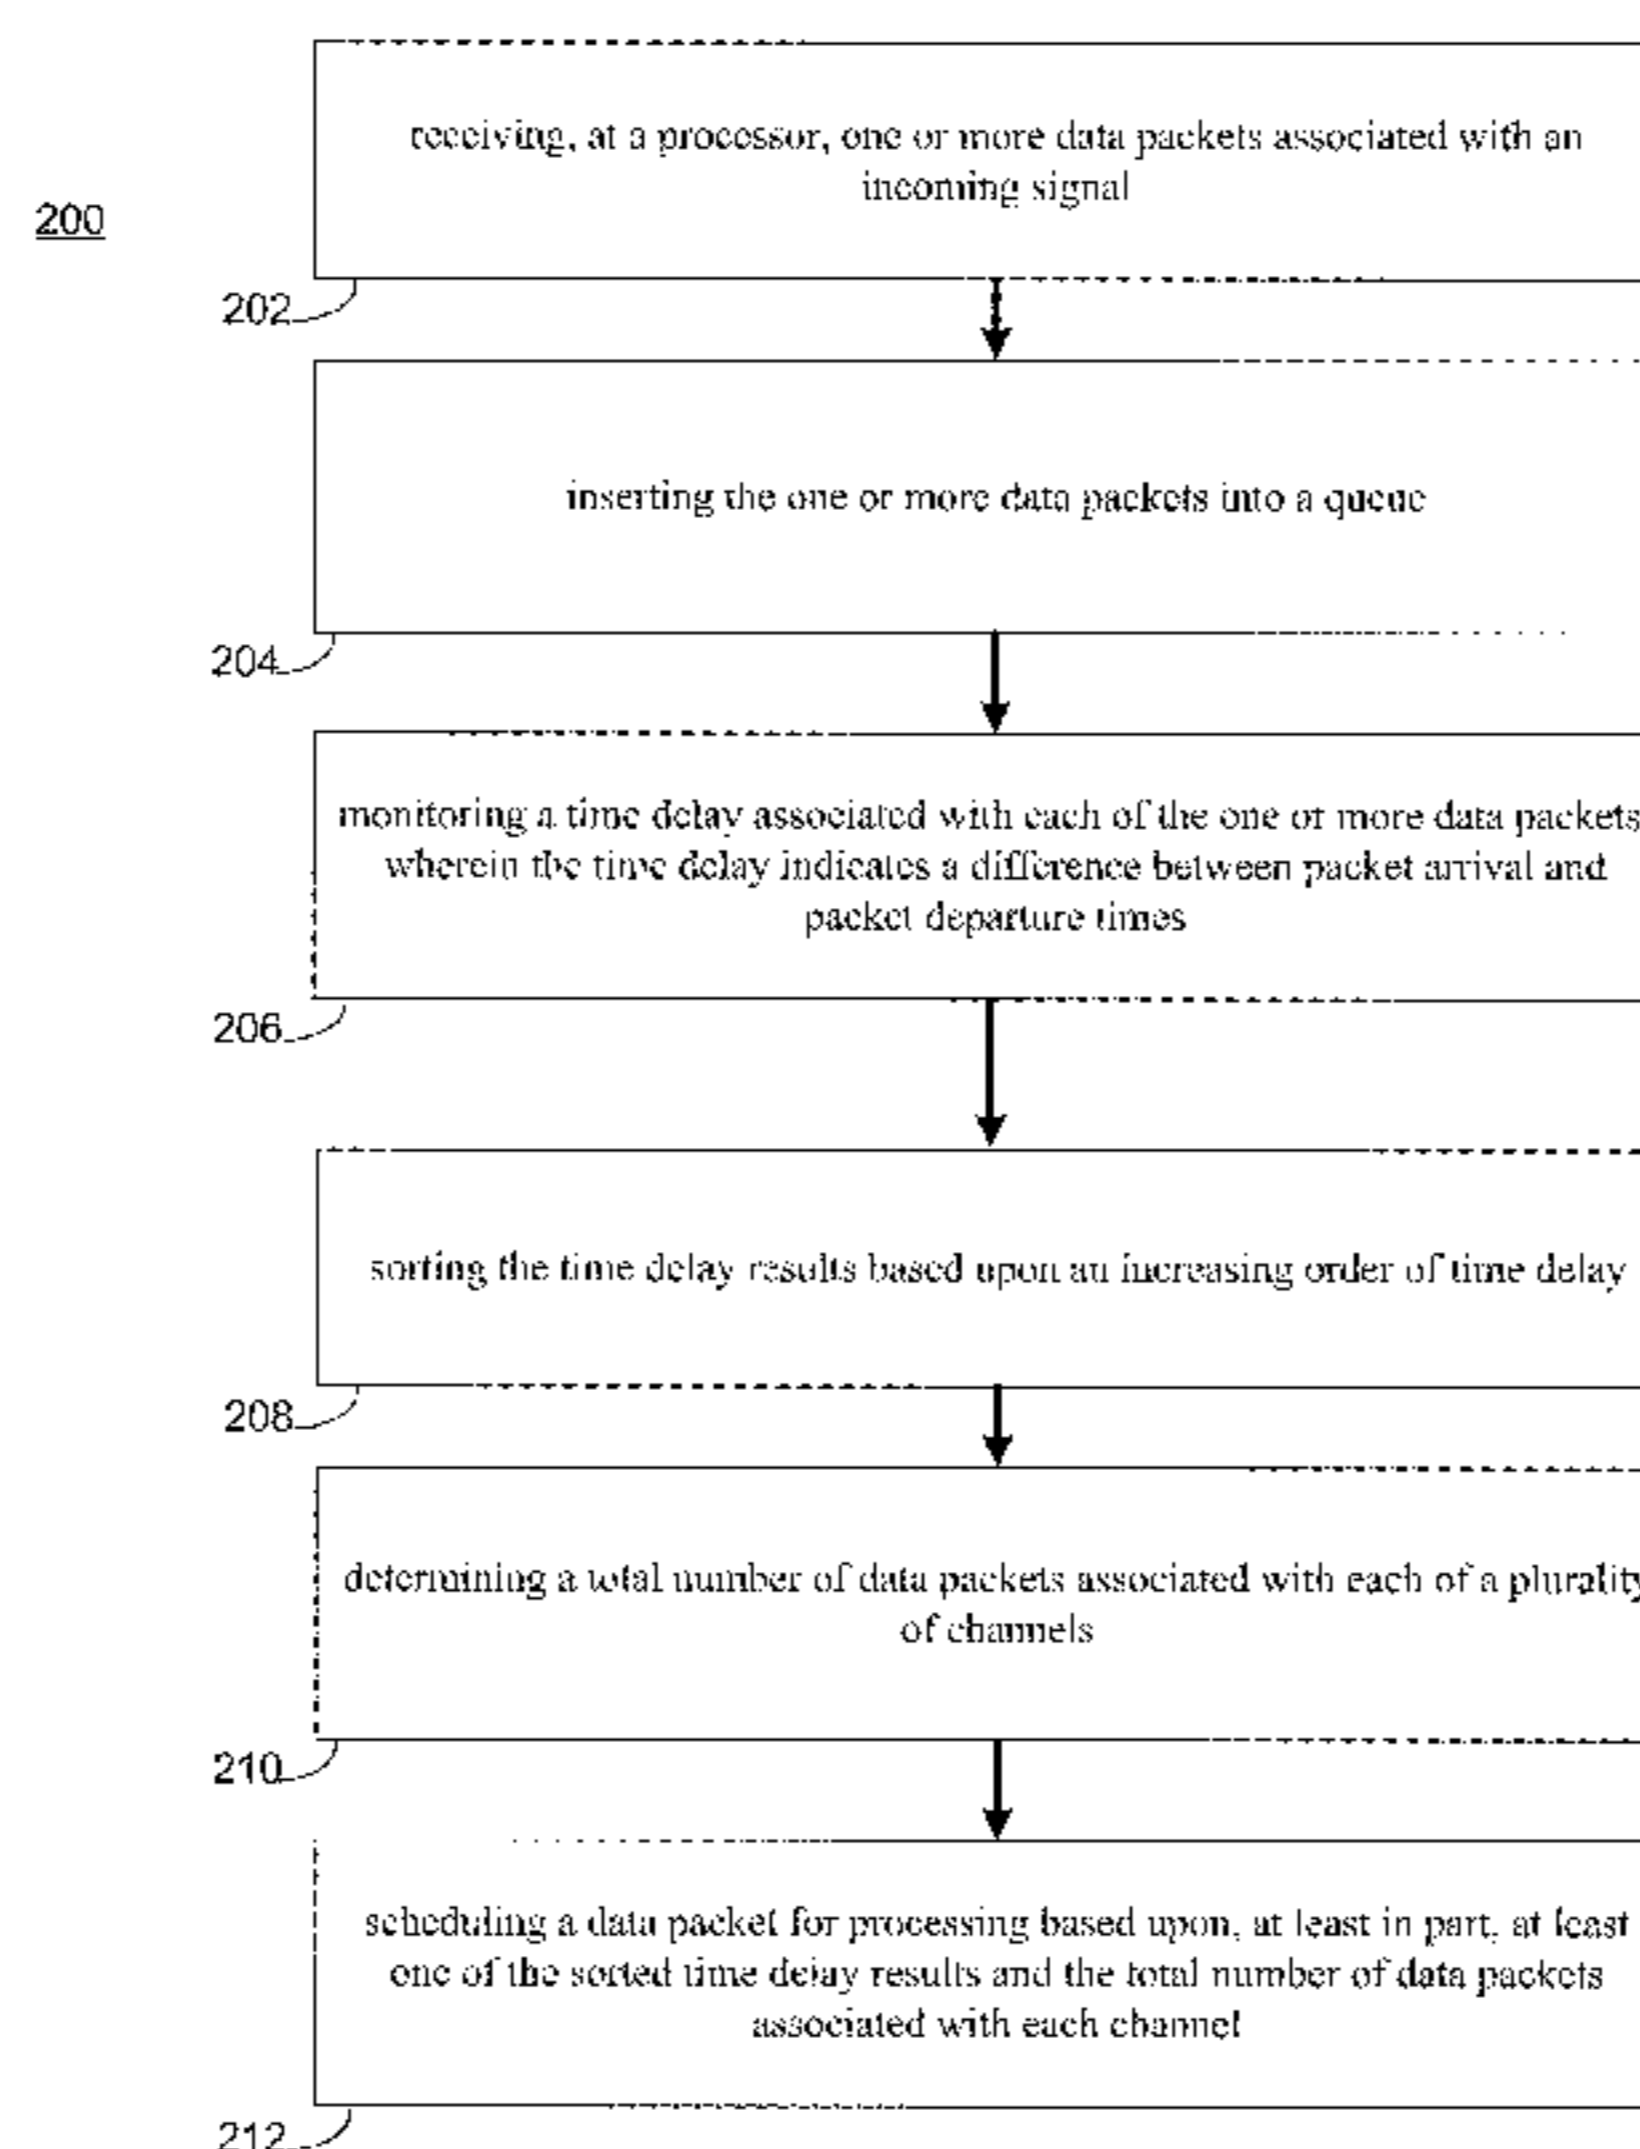 200
receiving, at a processor, one or more data packets associated with an
incoming signal
202
inserting the one or more data packets into a queue
204
monitoring a time delay associated with each of the one or more data packets
wherein the time delay indicates a difference between packet arrival and
packet departure times
206
sorting the time delay results based upon an increasing order of time delay
208
determining a total number of data packets associated with each of a plurality
of channels
210
scheduling a data packet for processing based upon, at least in part, at least
one of the sorted time delay results and the total number of data packets
associated with each channel
212